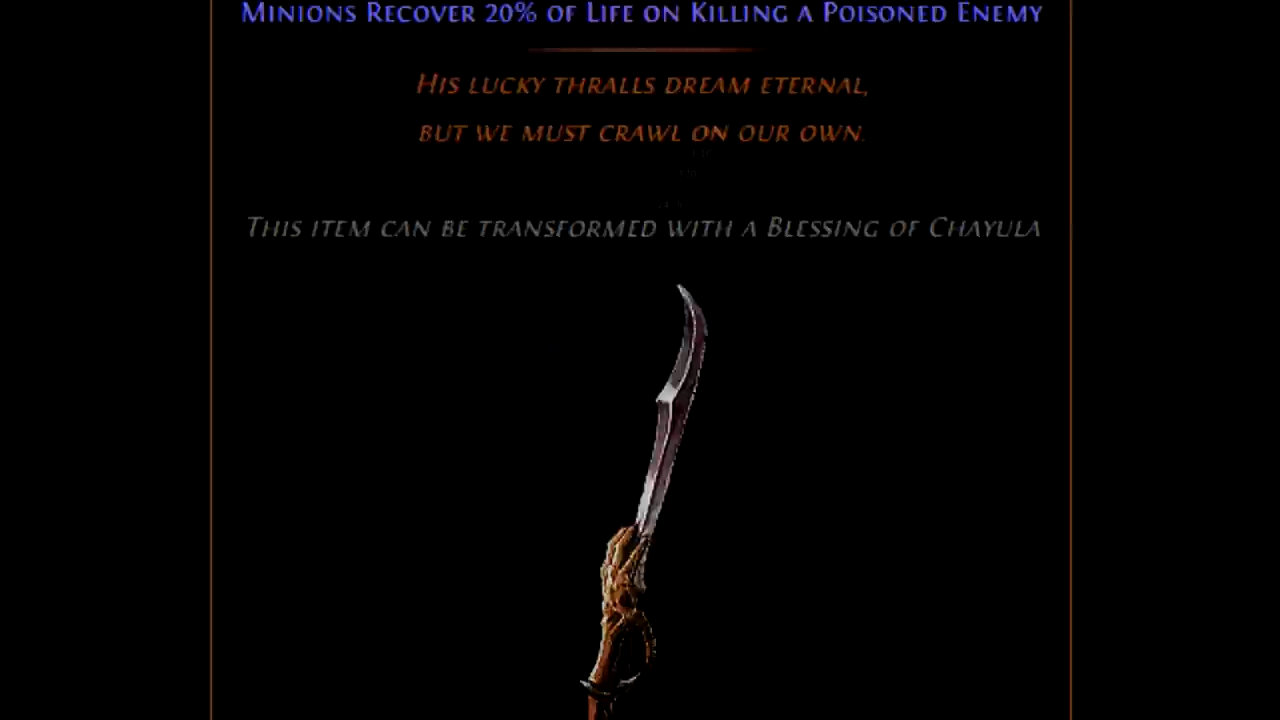 Minions Recover 20% of Life on Killing a Poisoned Enemy
His lucky thralls dream eternal,
but we must crawl on our own.
This item can be transformed with a Blessing of Chayula